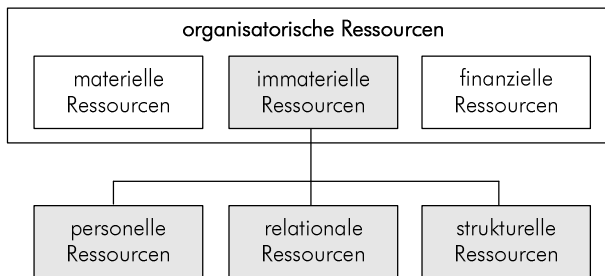 organisatorische Ressourcen
materielle
Ressourcen
immaterielle
Ressourcen
finanzielle
Ressourcen
personelle
Ressourcen
relationale
Ressourcen
strukturelle
Ressourcen